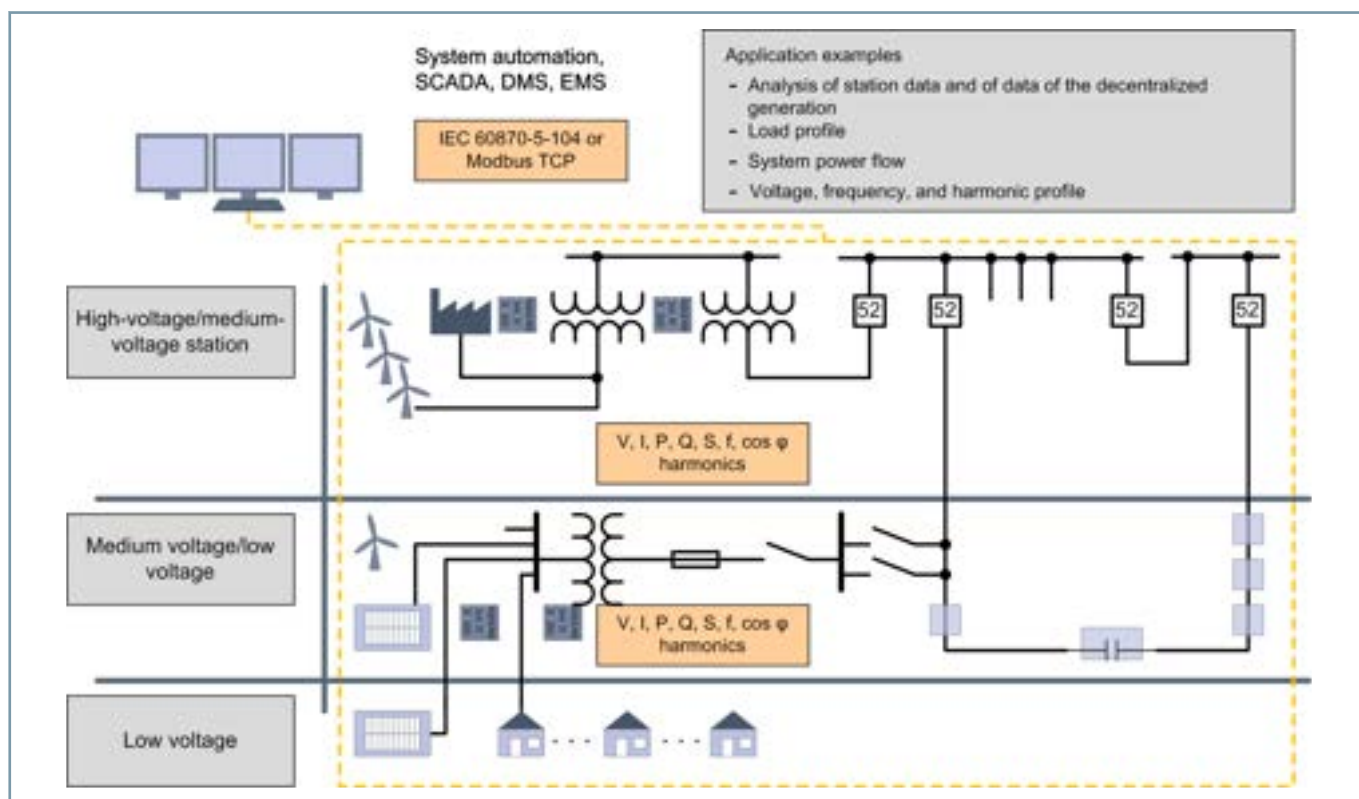 System automation,
SCADA, DMS, EMS
IEC 60870-5-104 or
Modbus TCP
Application examples
- Analysis of station data and of data of the decentralized
generation
- Load profile
- System power flow
- Voltage, frequency, and harmonic profile
High-voltage/medium-
voltage station
52
52
52
52
V, I, P, Q, S, f, cos φ
harmonics
Medium voltage/low
voltage
V, I, P, Q, S, f, cos φ
harmonics
Low voltage